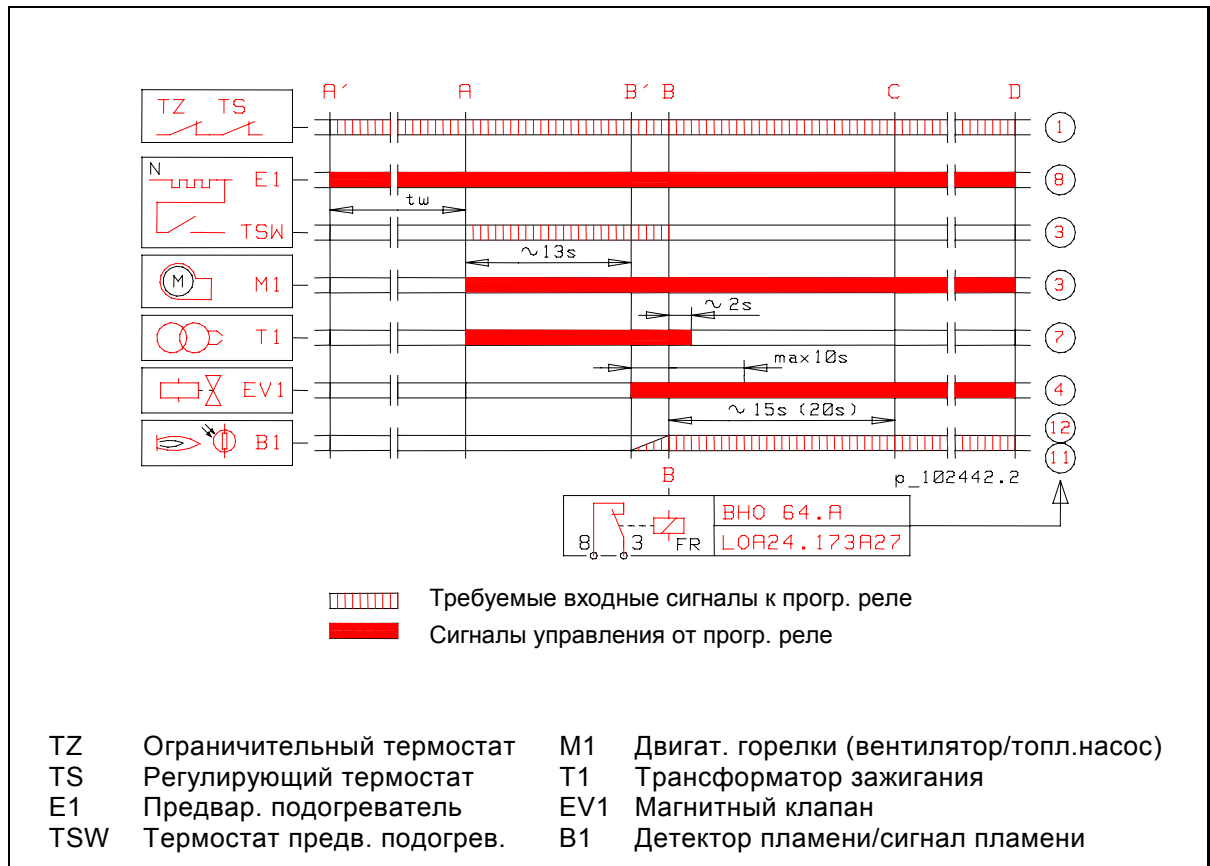 A´ A B´ B C D
TZ TS 1
N E1 8
tw
TSW 3
~13s
M M1 3
~2s
T1 7
max10s
EV1 4
~15s (20s)
12
B1
11
B p_102442.2
BHO 64.A
8 3 FR LOA24.173A27
Требуемые входные сигналы к прогр. реле
Сигналы управления от прогр. реле
TZ Ограничительный термостат M1 Двигат. горелки (вентилятор/топл.насос)
TS Регулирующий термостат T1 Трансформатор зажигания
E1 Предвар. подогреватель EV1 Магнитный клапан
TSW Термостат предв. подогрев. B1 Детектор пламени/сигнал пламени